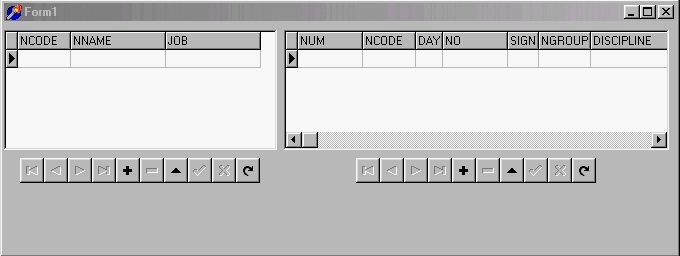 Form1
NCODE NNAME JOB
NUM NCODE DAY NO SIGN NGROUP DISCIPLINE